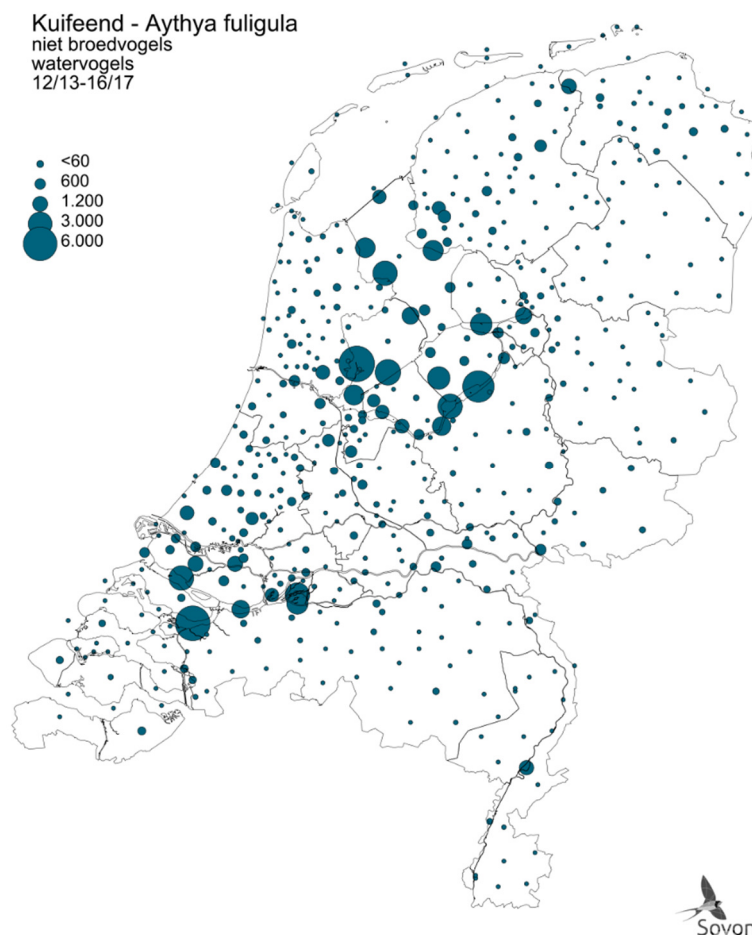 Kuifeend - Aythya fuligula
niet broedvogels
watervogels
12/13-16/17
<60
600
1.200
3.000
6.000
Sovon